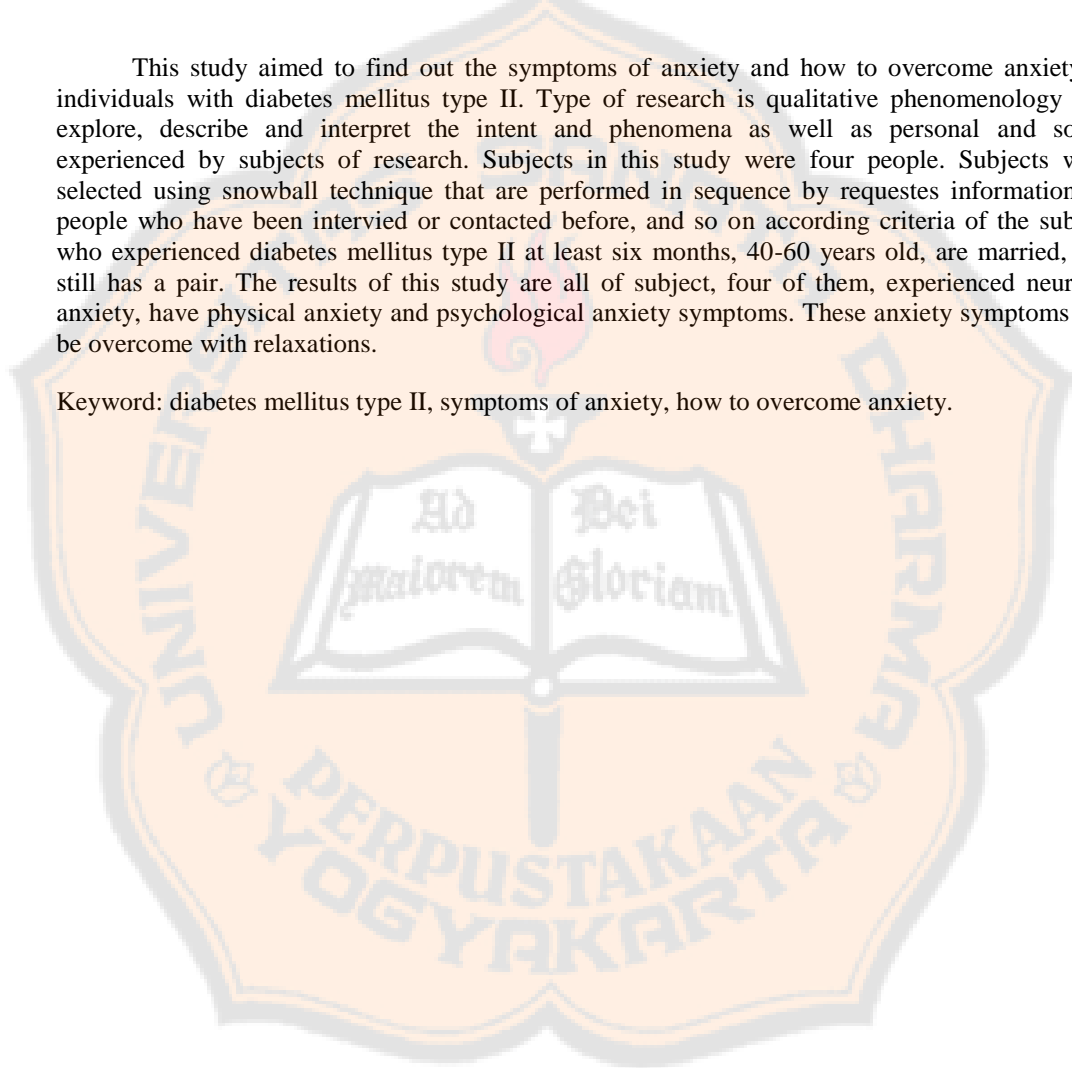 This study aimed to find out the symptoms of anxiety and how to overcome anxiety
individuals with diabetes mellitus type II. Type of research is qualitative phenomenology
explore, describe and interpret the intent and phenomena as well as personal and so
experienced by subjects of research. Subjects in this study were four people. Subjects w
selected using snowball technique that are performed in sequence by requestes information
people who have been intervied or contacted before, and so on according criteria of the sub
who experienced diabetes mellitus type II at least six months, 40-60 years old, are married,
still has a pair. The results of this study are all of subject, four of them, experienced neur
anxiety, have physical anxiety and psychological anxiety symptoms. These anxiety symptoms
be overcome with relaxations.
Keyword: diabetes mellitus type II, symptoms of anxiety, how to overcome anxiety.
UNIVERSITAS SANATA DHARMA
Ad Dei
Maiorem Gloriam
PERPUSTAKAAN
YOGYAKARTA